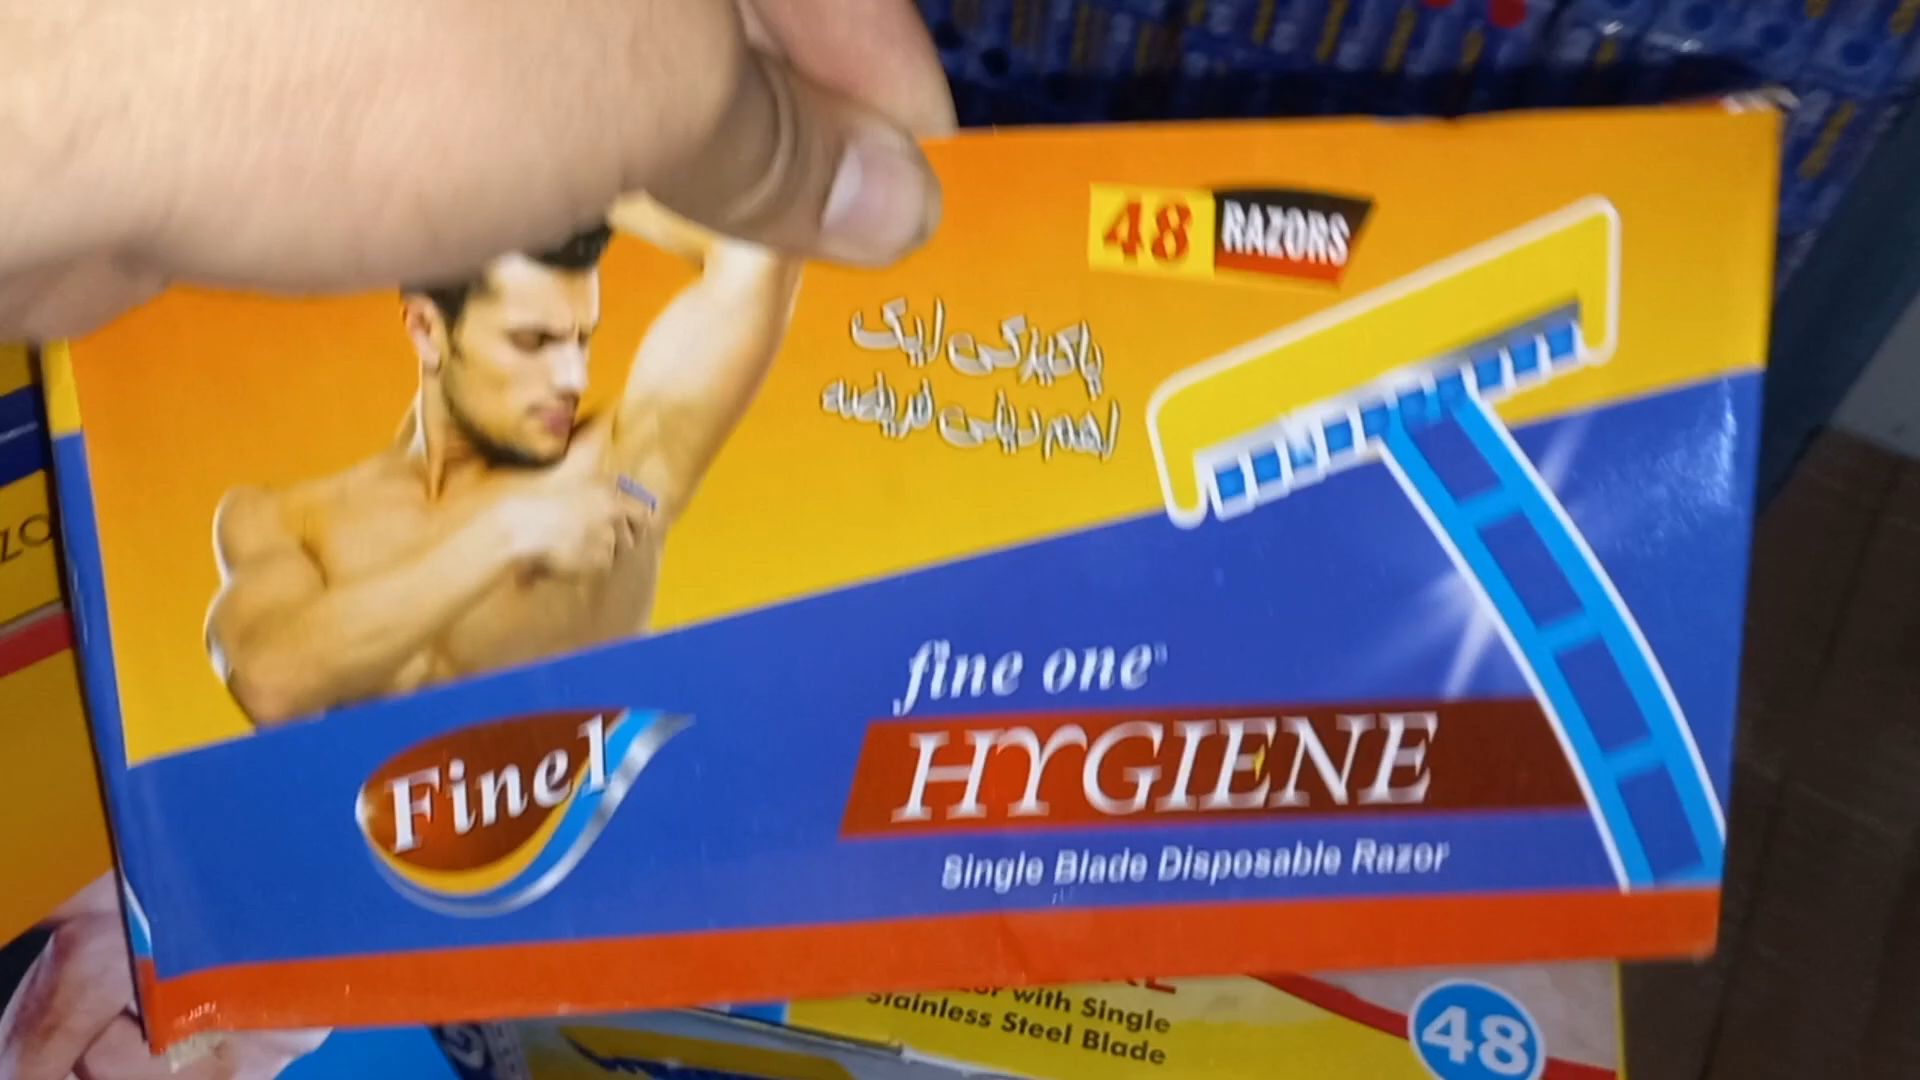 48 RAZORS
پاکیزگی ایک
اہم دینی فریضہ
fine one
HYGIENE
Fine1
Single Blade Disposable Razor
with Single
Stainless Steel Blade
48